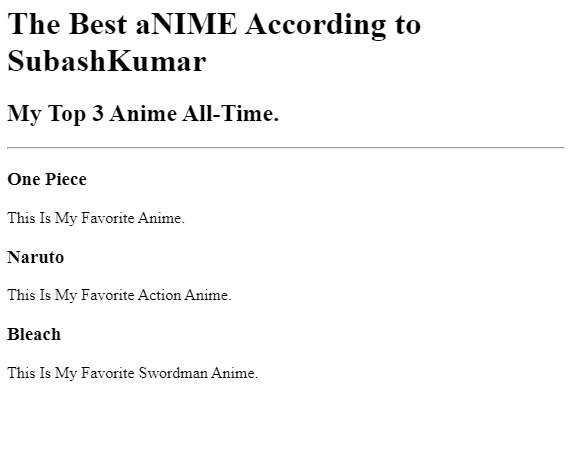 The Best aNIME According to
SubashKumar
My Top 3 Anime All-Time.
One Piece
This Is My Favorite Anime.
Naruto
This Is My Favorite Action Anime.
Bleach
This Is My Favorite Swordman Anime.